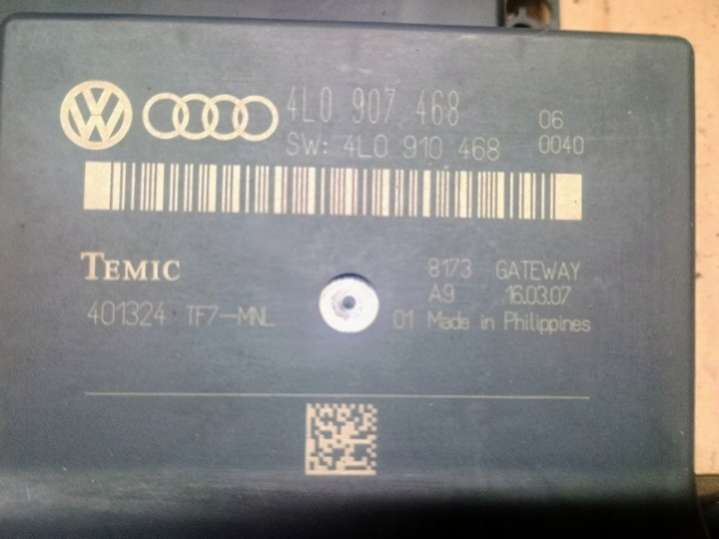 4L0 907 468 06
SW: 4L0 910 468 0040
TEMIC 8173 GATEWAY
A9 16.03.07
401324 TF7-MNL 01 Made in Philippines